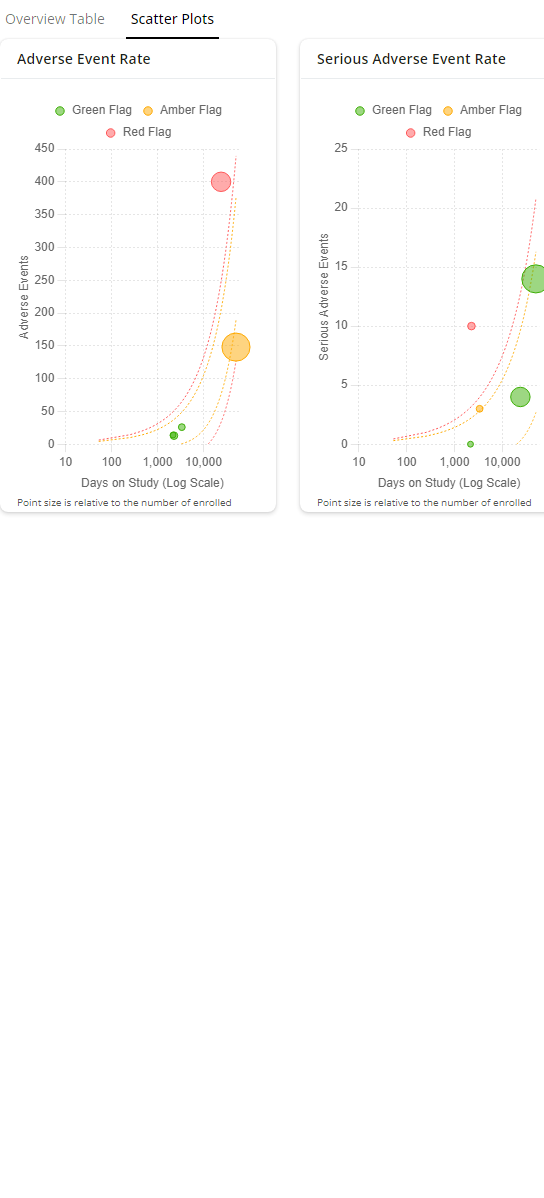 Overview Table Scatter Plots
Adverse Event Rate
Green Flag Amber Flag
Red Flag
450
400
350
300
250
200
150
100
50
0
Adverse Events
10 100 1,000 10,000
Days on Study (Log Scale)
Point size is relative to the number of enrolled
Serious Adverse Event Rate
Green Flag Amber Flag
Red Flag
25
20
15
10
5
0
Serious Adverse Events
10 100 1,000 10,000
Days on Study (Log Scale)
Point size is relative to the number of enrolled